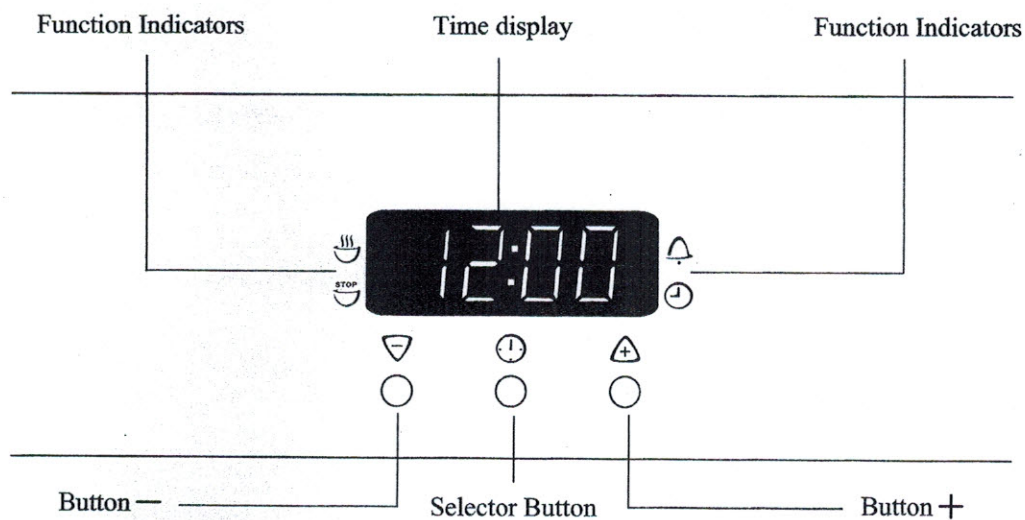 Function Indicators
Time display
Function Indicators
12:00
STOP
Button −
Selector Button
Button +